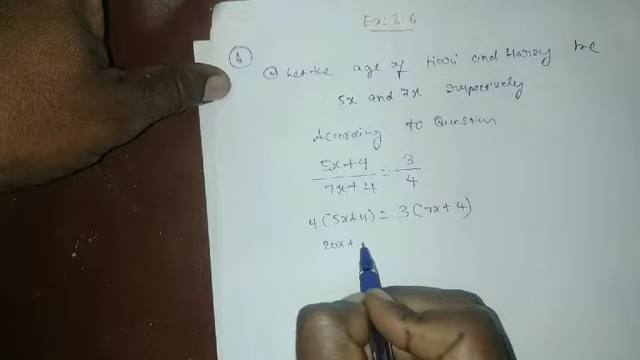 Ex: 3.6
6
a Let the age of Hari and Harry be
5x and 7x respectively
According to Question
5x+4 / 7x+4 = 3 / 4
4(5x+4) = 3(7x+4)
20x +